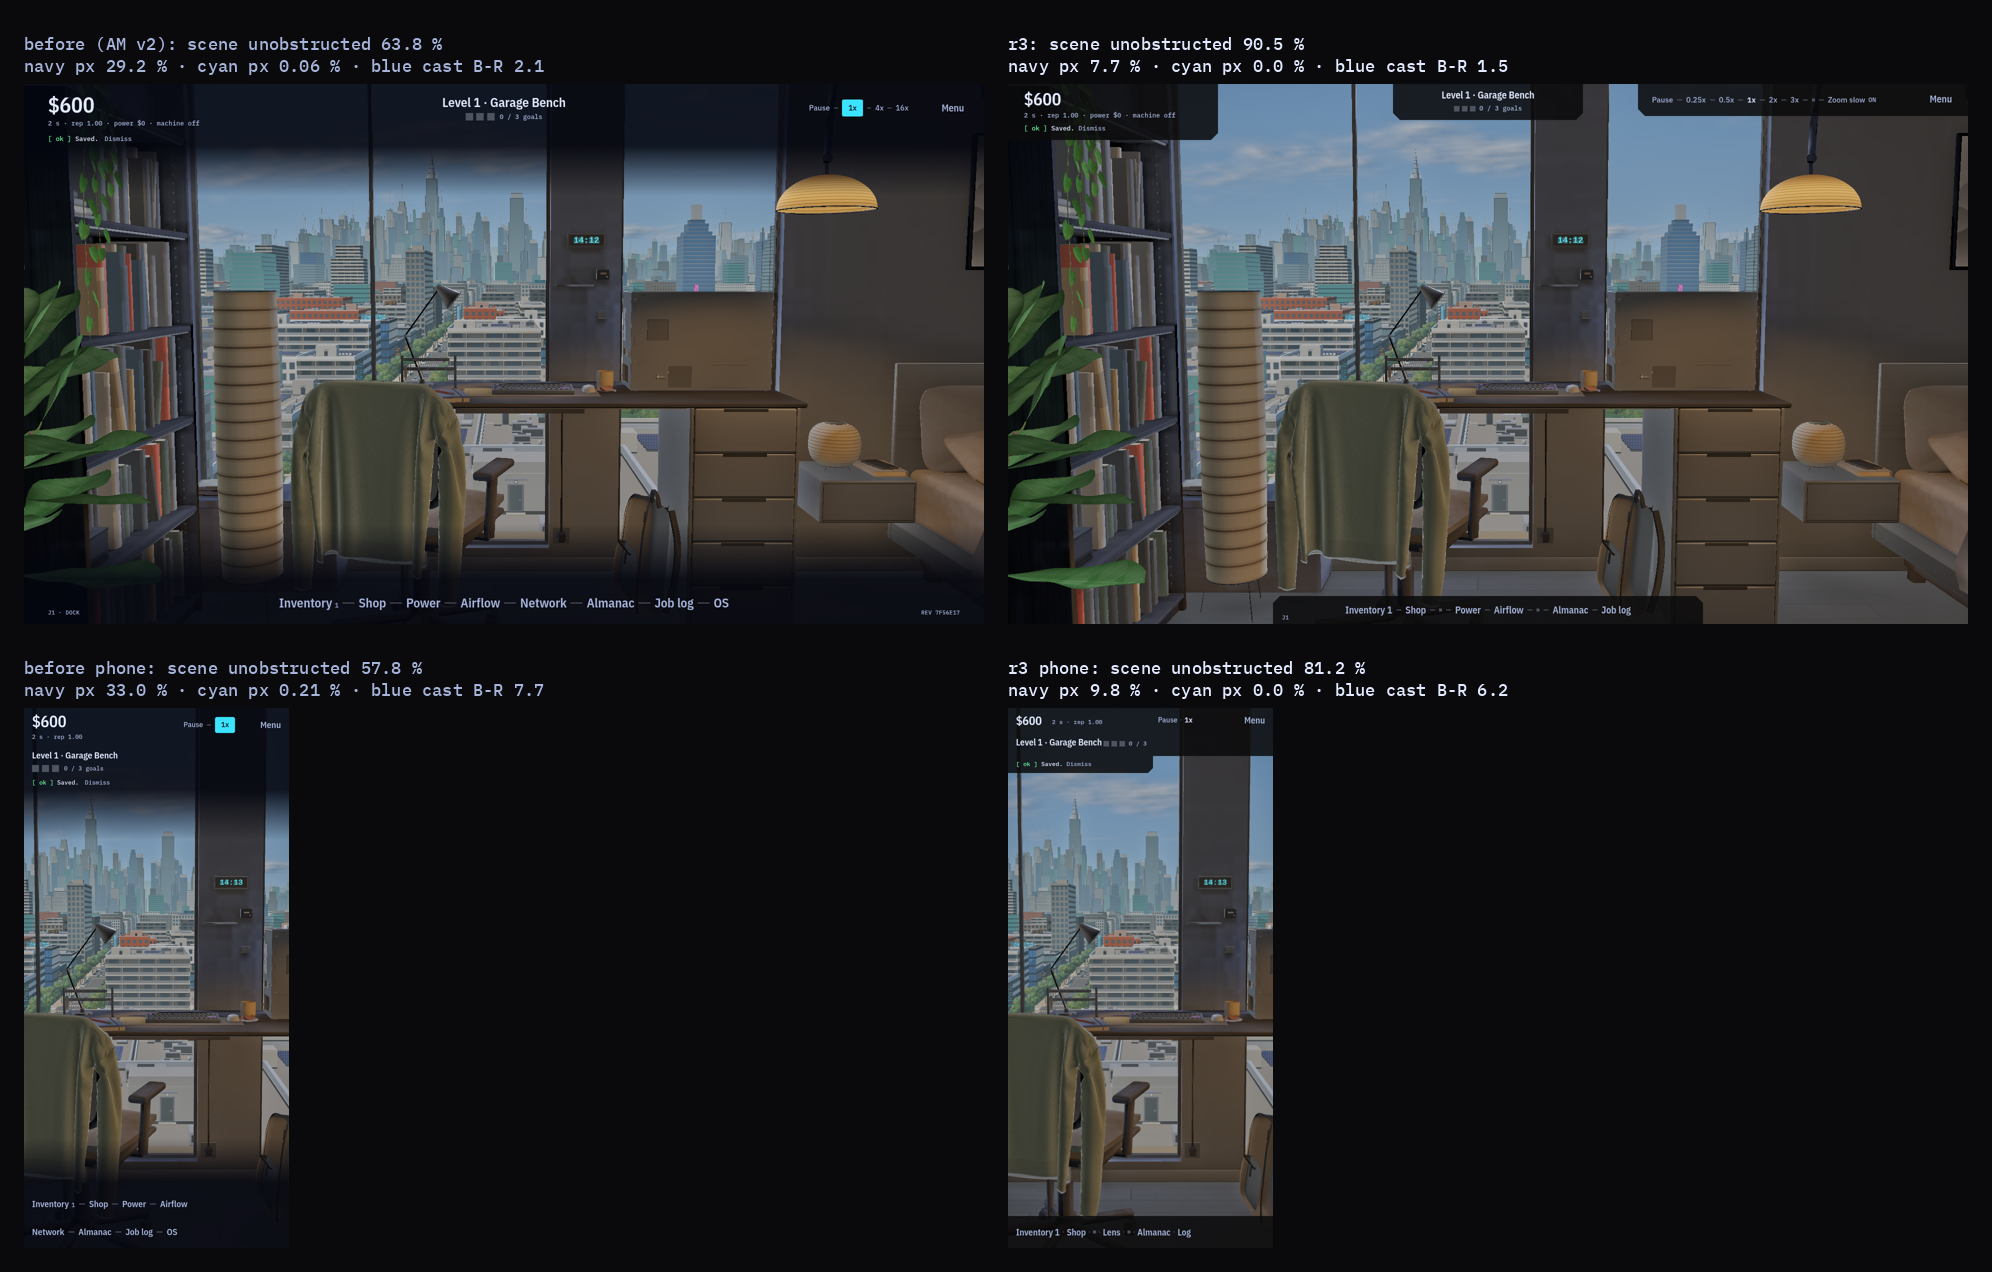 before (AM v2): scene unobstructed 63.8 %
navy px 29.2 % · cyan px 0.06 % · blue cast B-R 2.1
$600
2 s · rep 1.00 · power $0 · machine off
[ ok ] Saved. Dismiss
Level 1 · Garage Bench
0 / 3 goals
Pause — 1x — 4x — 16x
Menu
14:12
Inventory 1 — Shop — Power — Airflow — Network — Almanac — Job log — OS
J1 · DOCK
REV 7F56E17
r3: scene unobstructed 90.5 %
navy px 7.7 % · cyan px 0.0 % · blue cast B-R 1.5
$600
2 s · rep 1.00 · power $0 · machine off
[ ok ] Saved. Dismiss
Level 1 · Garage Bench
0 / 3 goals
Pause — 0.25x — 0.5x — 1x — 2x — 3x — Zoom slow ON
Menu
14:12
Inventory 1 — Shop — Power — Airflow — Almanac — Job log
J1
before phone: scene unobstructed 57.8 %
navy px 33.0 % · cyan px 0.21 % · blue cast B-R 7.7
$600
Pause — 1x
Menu
2 s · rep 1.00
Level 1 · Garage Bench
0 / 3 goals
[ ok ] Saved. Dismiss
14:13
Inventory 1 — Shop — Power — Airflow
Network — Almanac — Job log — OS
r3 phone: scene unobstructed 81.2 %
navy px 9.8 % · cyan px 0.0 % · blue cast B-R 6.2
$600 2 s · rep 1.00
Pause 1x
Menu
Level 1 · Garage Bench 0 / 3
[ ok ] Saved. Dismiss
14:13
Inventory 1 Shop Lens Almanac Log